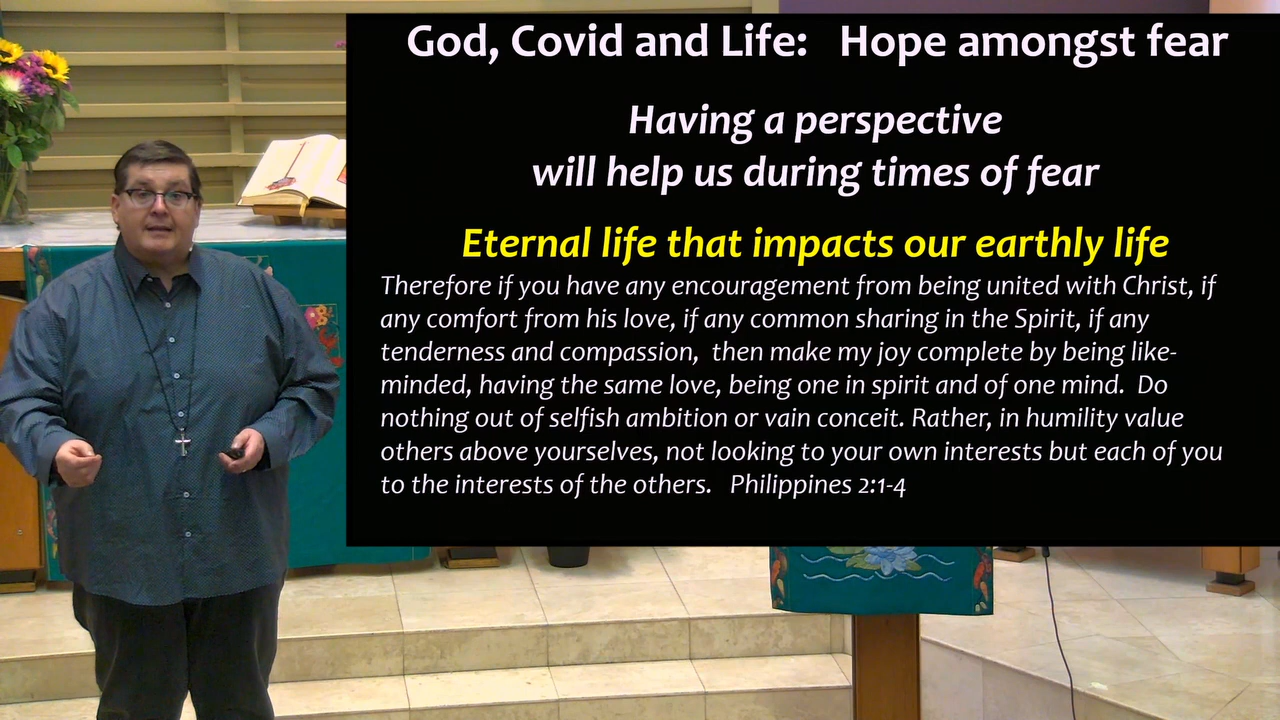 God, Covid and Life:   Hope amongst fear
Having a perspective
will help us during times of fear
Eternal life that impacts our earthly life
Therefore if you have any encouragement from being united with Christ, if
any comfort from his love, if any common sharing in the Spirit, if any
tenderness and compassion,  then make my joy complete by being like-
minded, having the same love, being one in spirit and of one mind.  Do
nothing out of selfish ambition or vain conceit. Rather, in humility value
others above yourselves, not looking to your own interests but each of you
to the interests of the others.   Philippines 2:1-4